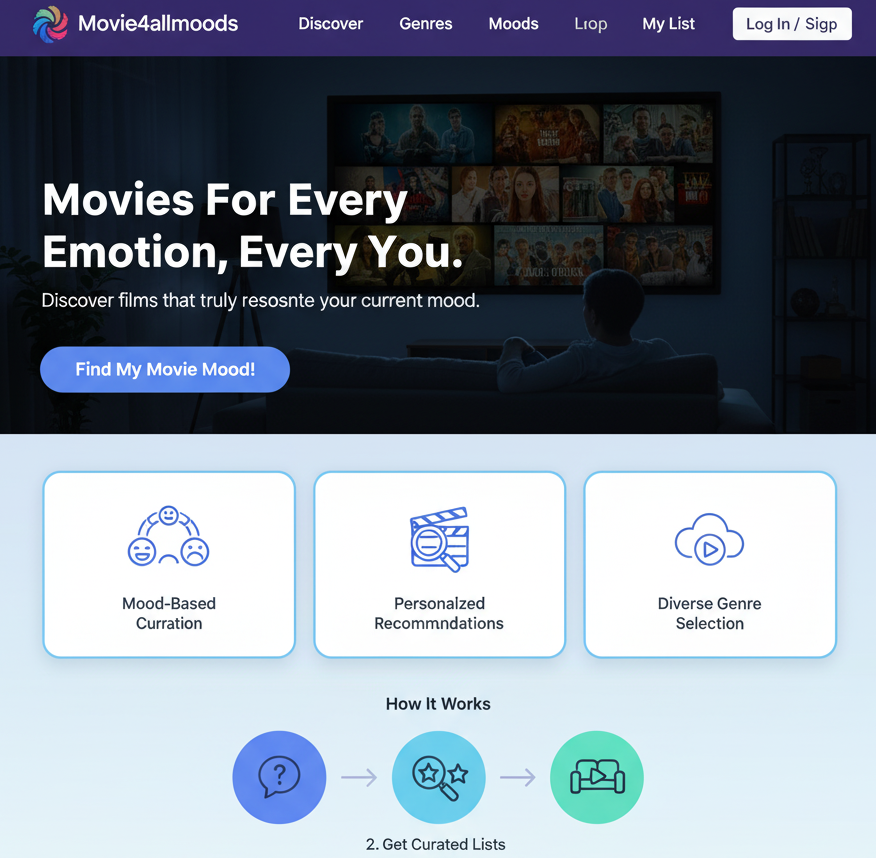 Movie4allmoods
Discover
Genres
Moods
Lıop
My List
Log In / Sigp
Movies For Every
Emotion, Every You.
Discover films that truly resosnte your current mood.
Find My Movie Mood!
Mood-Based
Curration
Personalzed
Recommndations
Diverse Genre
Selection
How It Works
?
2. Get Curated Lists